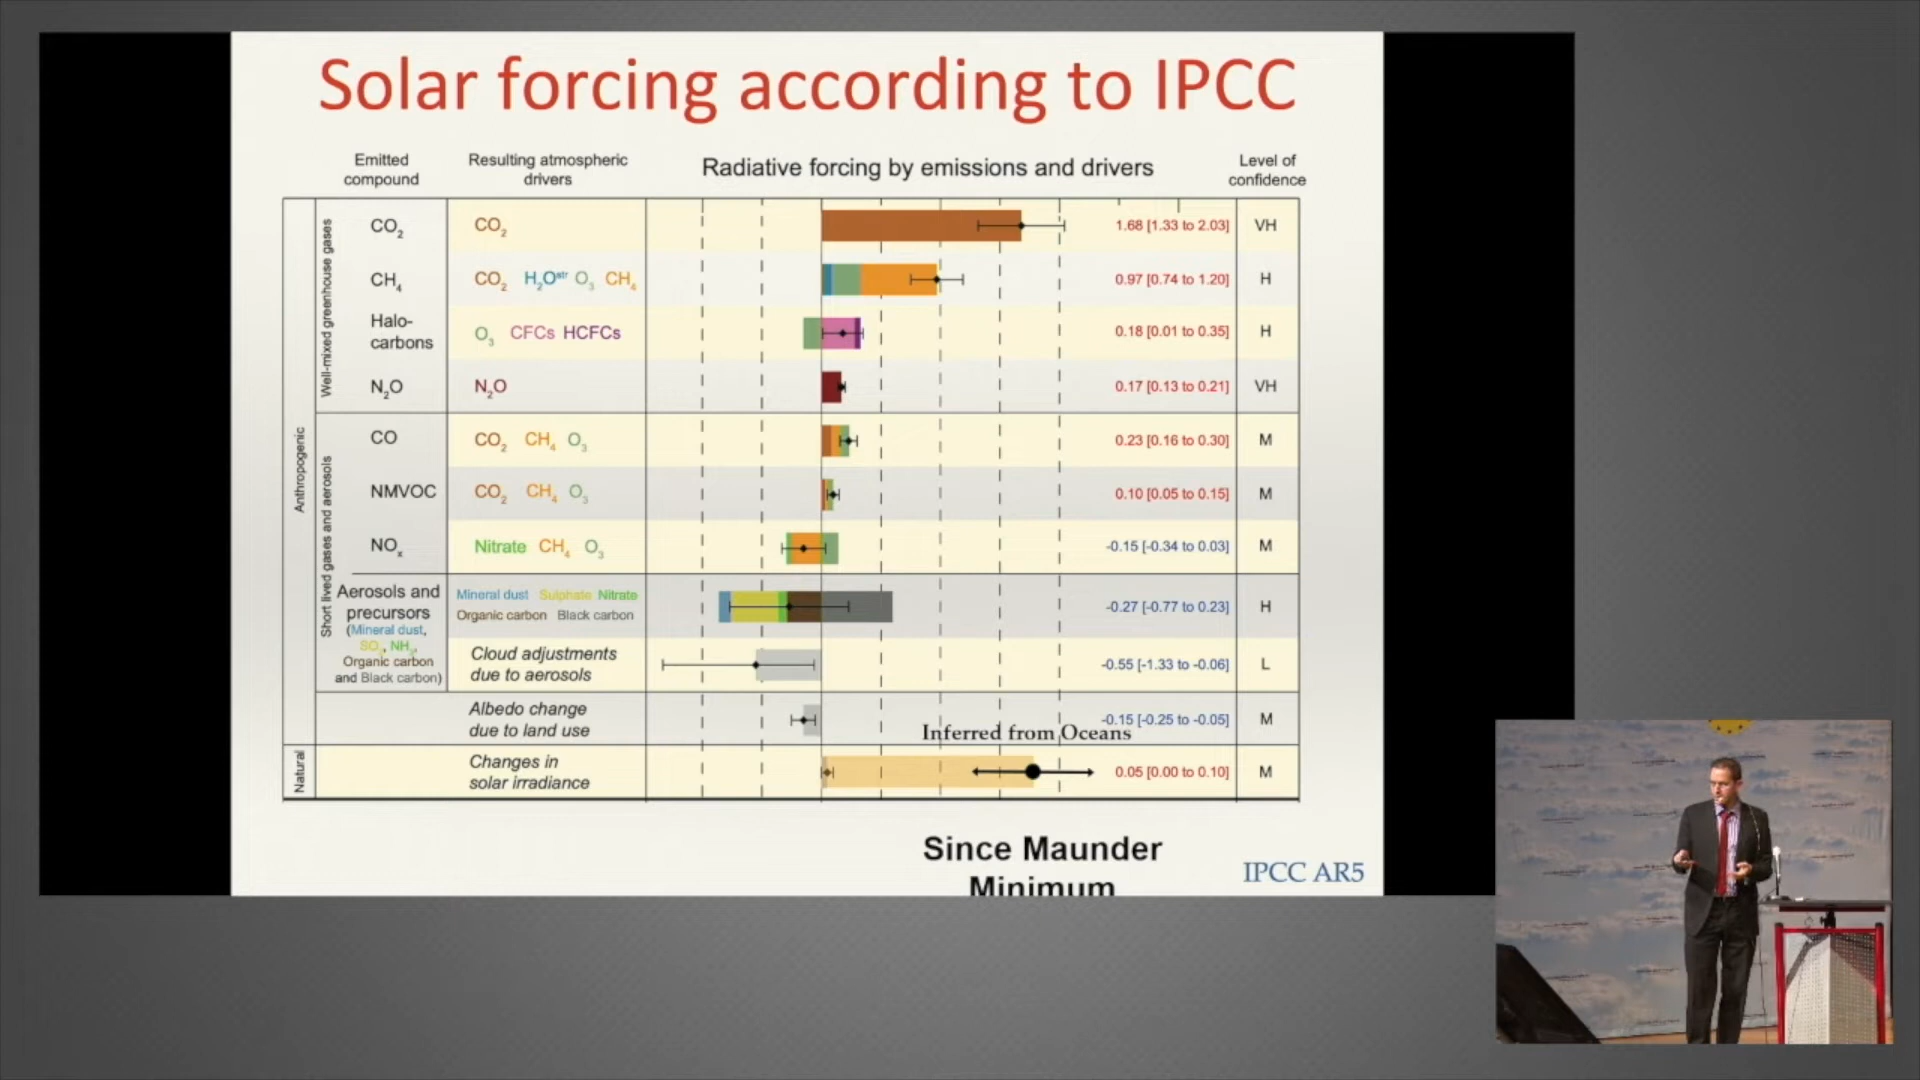 Solar forcing according to IPCC
Emitted
compound
Resulting atmospheric
drivers
Radiative forcing by emissions and drivers
Level of
confidence
Anthropogenic
Well-mixed greenhouse gases
CO₂
CO₂
1.68 [1.33 to 2.03]
VH
CH₄
CO₂ H₂Oˢᵗʳ O₃ CH₄
0.97 [0.74 to 1.20]
H
Halo-
carbons
O₃ CFCs HCFCs
0.18 [0.01 to 0.35]
H
N₂O
N₂O
0.17 [0.13 to 0.21]
VH
Short lived gases and aerosols
CO
CO₂ CH₄ O₃
0.23 [0.16 to 0.30]
M
NMVOC
CO₂ CH₄ O₃
0.10 [0.05 to 0.15]
M
NOₓ
Nitrate CH₄ O₃
-0.15 [-0.34 to 0.03]
M
Aerosols and
precursors
(Mineral dust,
SO₂, NH₃,
Organic carbon
and Black carbon)
Mineral dust Sulphate Nitrate
Organic carbon Black carbon
-0.27 [-0.77 to 0.23]
H
Cloud adjustments
due to aerosols
-0.55 [-1.33 to -0.06]
L
Albedo change
due to land use
-0.15 [-0.25 to -0.05]
M
Inferred from Oceans
Natural
Changes in
solar irradiance
0.05 [0.00 to 0.10]
M
Since Maunder
Minimum
IPCC AR5